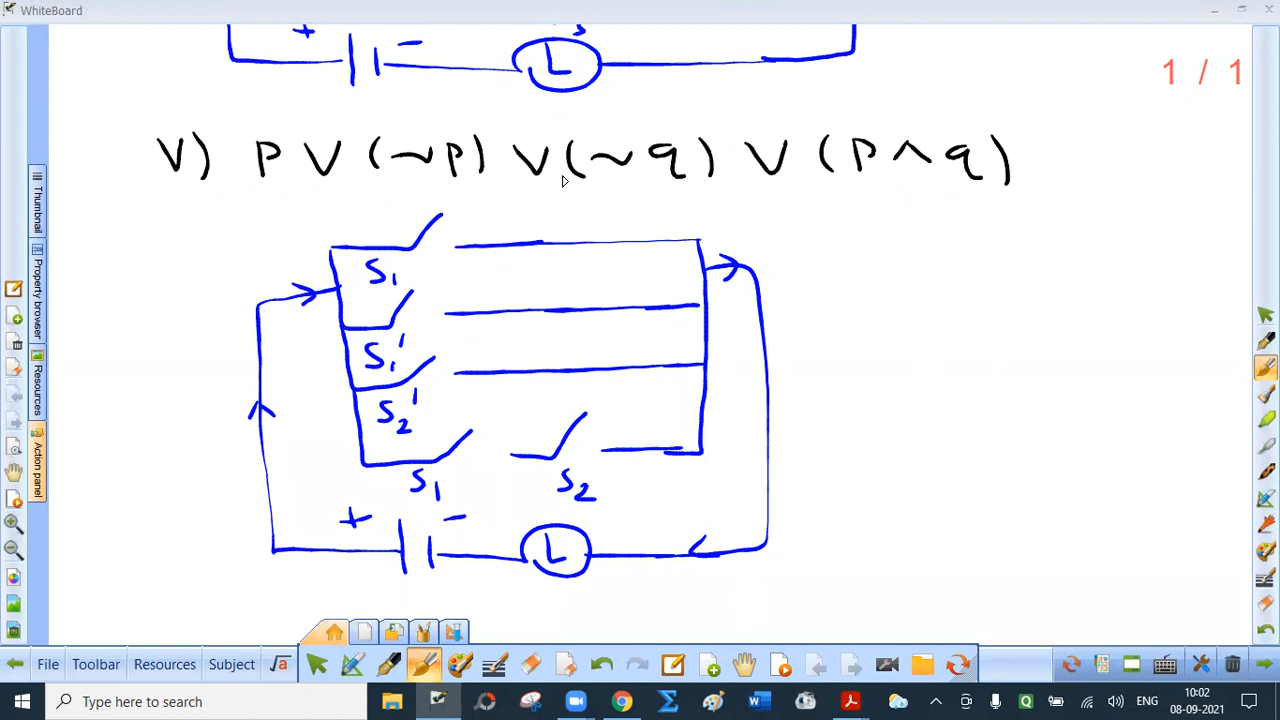 WhiteBoard
+ − L
1 / 1
V) P V (~P) V (~q) V (P ∧ q)
S₁
S₁'
S₂'
S₁ S₂
+ − L
Thumbnail
Property browser
Resources
Action panel
File Toolbar Resources Subject √a
Type here to search
ENG 10:02
08-09-2021